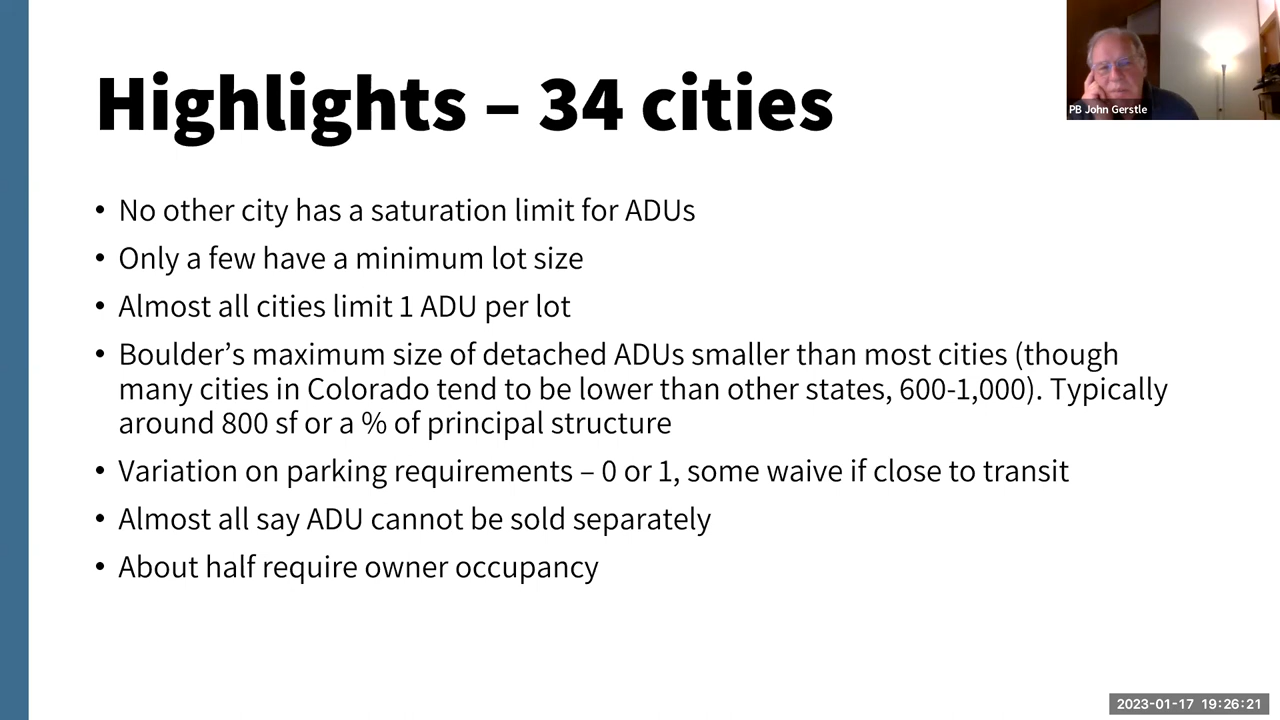 Highlights – 34 cities
PB John Gerstle
• No other city has a saturation limit for ADUs
• Only a few have a minimum lot size
• Almost all cities limit 1 ADU per lot
• Boulder’s maximum size of detached ADUs smaller than most cities (though
many cities in Colorado tend to be lower than other states, 600-1,000). Typically
around 800 sf or a % of principal structure
• Variation on parking requirements – 0 or 1, some waive if close to transit
• Almost all say ADU cannot be sold separately
• About half require owner occupancy
2023-01-17 19:26:21